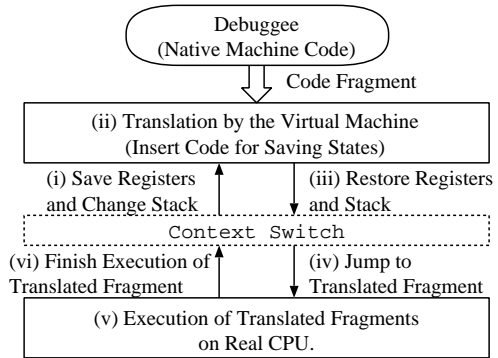 Debuggee
(Native Machine Code)
Code Fragment
(ii) Translation by the Virtual Machine
(Insert Code for Saving States)
(i) Save Registers
and Change Stack
(iii) Restore Registers
and Stack
Context Switch
(vi) Finish Execution of
Translated Fragment
(iv) Jump to
Translated Fragment
(v) Execution of Translated Fragments
on Real CPU.